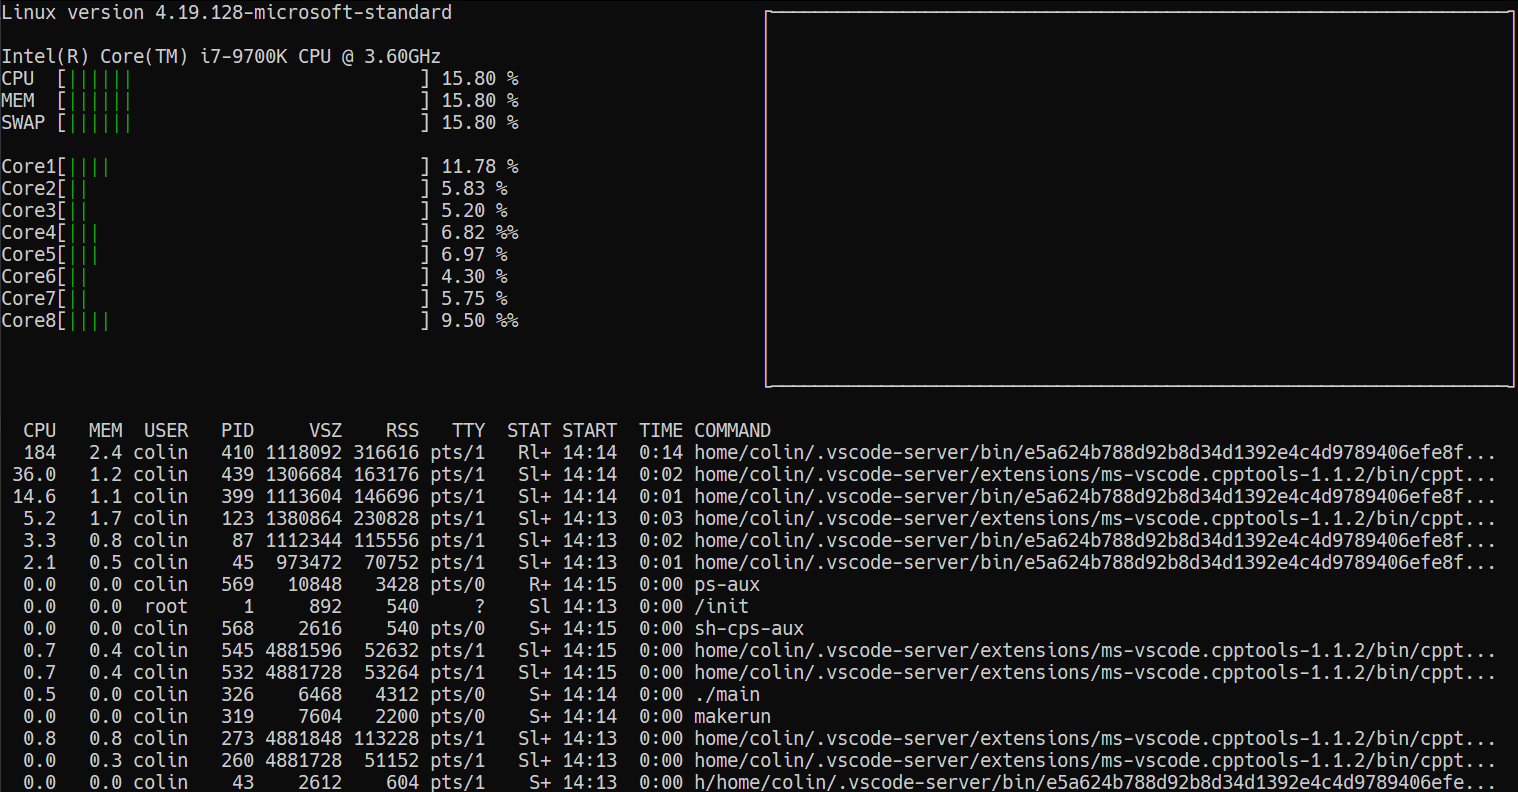 Linux version 4.19.128-microsoft-standard
Intel(R) Core(TM) i7-9700K CPU @ 3.60GHz
CPU  [||||||                          ] 15.80 %
MEM  [||||||                          ] 15.80 %
SWAP [||||||                          ] 15.80 %
Core1[||||                            ] 11.78 %
Core2[||                              ] 5.83 %
Core3[||                              ] 5.20 %
Core4[|||                             ] 6.82 %%
Core5[|||                             ] 6.97 %
Core6[||                              ] 4.30 %
Core7[||                              ] 5.75 %
Core8[||||                            ] 9.50 %%
CPU MEM USER PID VSZ RSS TTY STAT START TIME COMMAND
184 2.4 colin 410 1118092 316616 pts/1 Rl+ 14:14 0:14 home/colin/.vscode-server/bin/e5a624b788d92b8d34d1392e4c4d9789406efe8f...
36.0 1.2 colin 439 1306684 163176 pts/1 Sl+ 14:14 0:02 home/colin/.vscode-server/extensions/ms-vscode.cpptools-1.1.2/bin/cppt...
14.6 1.1 colin 399 1113604 146696 pts/1 Sl+ 14:14 0:01 home/colin/.vscode-server/bin/e5a624b788d92b8d34d1392e4c4d9789406efe8f...
5.2 1.7 colin 123 1380864 230828 pts/1 Sl+ 14:13 0:03 home/colin/.vscode-server/extensions/ms-vscode.cpptools-1.1.2/bin/cppt...
3.3 0.8 colin 87 1112344 115556 pts/1 Sl+ 14:13 0:02 home/colin/.vscode-server/bin/e5a624b788d92b8d34d1392e4c4d9789406efe8f...
2.1 0.5 colin 45 973472 70752 pts/1 Sl+ 14:13 0:01 home/colin/.vscode-server/bin/e5a624b788d92b8d34d1392e4c4d9789406efe8f...
0.0 0.0 colin 569 10848 3428 pts/0 R+ 14:15 0:00 ps-aux
0.0 0.0 root 1 892 540 ? Sl 14:13 0:00 /init
0.0 0.0 colin 568 2616 540 pts/0 S+ 14:15 0:00 sh-cps-aux
0.7 0.4 colin 545 4881596 52632 pts/1 Sl+ 14:15 0:00 home/colin/.vscode-server/extensions/ms-vscode.cpptools-1.1.2/bin/cppt...
0.7 0.4 colin 532 4881728 53264 pts/1 Sl+ 14:15 0:00 home/colin/.vscode-server/extensions/ms-vscode.cpptools-1.1.2/bin/cppt...
0.5 0.0 colin 326 6468 4312 pts/0 S+ 14:14 0:00 ./main
0.0 0.0 colin 319 7604 2200 pts/0 S+ 14:14 0:00 makerun
0.8 0.8 colin 273 4881848 113228 pts/1 Sl+ 14:13 0:00 home/colin/.vscode-server/extensions/ms-vscode.cpptools-1.1.2/bin/cppt...
0.0 0.3 colin 260 4881728 51152 pts/1 Sl+ 14:13 0:00 home/colin/.vscode-server/extensions/ms-vscode.cpptools-1.1.2/bin/cppt...
0.0 0.0 colin 43 2612 604 pts/1 S+ 14:13 0:00 h/home/colin/.vscode-server/bin/e5a624b788d92b8d34d1392e4c4d9789406efe...